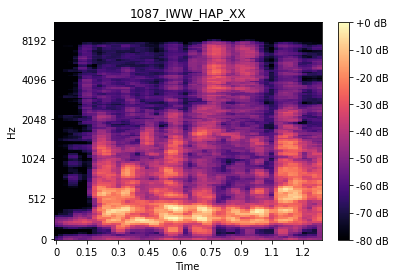 1087_IWW_HAP_XX
+0 dB
8192
-10 dB
4096
-20 dB
-30 dB
2048
Hz
-40 dB
1024
-50 dB
512
-60 dB
-70 dB
0
-80 dB
0 0.15 0.3 0.45 0.6 0.75 0.9 1.1 1.2
Time